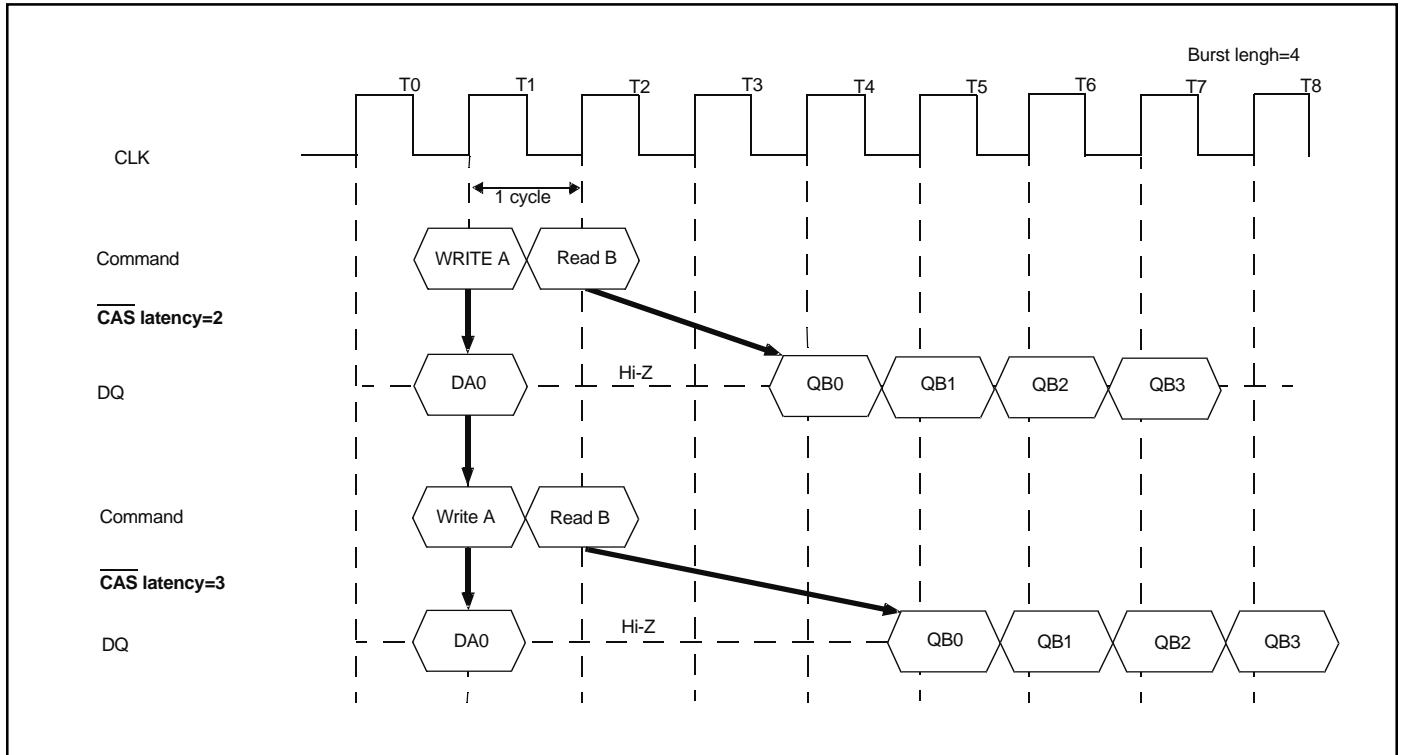 Burst lengh=4
T0 T1 T2 T3 T4 T5 T6 T7 T8
CLK
1 cycle
Command WRITE A Read B
CAS latency=2
DQ DA0 Hi-Z QB0 QB1 QB2 QB3
Command Write A Read B
CAS latency=3
DQ DA0 Hi-Z QB0 QB1 QB2 QB3